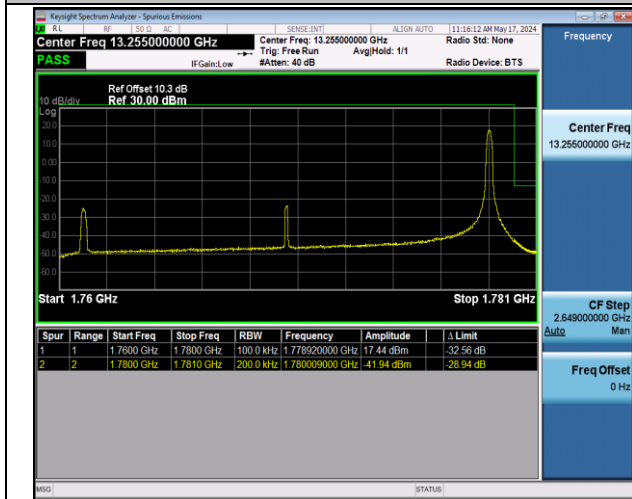 Keysight Spectrum Analyzer - Spurious Emissions
RL RF 50 Ω AC SENSE:INT ALIGN AUTO 11:16:12 AM May 17, 2024
Center Freq 13.255000000 GHz Center Freq: 13.255000000 GHz Radio Std: None
Trig: Free Run Avg|Hold: 1/1
PASS IFGain:Low #Atten: 40 dB Radio Device: BTS
Ref Offset 10.3 dB
10 dB/div Ref 30.00 dBm
Log
20.0
10.0
0.00
-10.0
-20.0
-30.0
-40.0
-50.0
-60.0
Start 1.76 GHz Stop 1.781 GHz
Spur Range Start Freq Stop Freq RBW Frequency Amplitude Δ Limit
1 1 1.7600 GHz 1.7800 GHz 100.0 kHz 1.778920000 GHz 17.44 dBm -32.56 dB
2 2 1.7800 GHz 1.7810 GHz 200.0 kHz 1.780009000 GHz -41.94 dBm -28.94 dB
Frequency
Center Freq
13.255000000 GHz
CF Step
2.649000000 GHz
Auto Man
Freq Offset
0 Hz
MSG STATUS